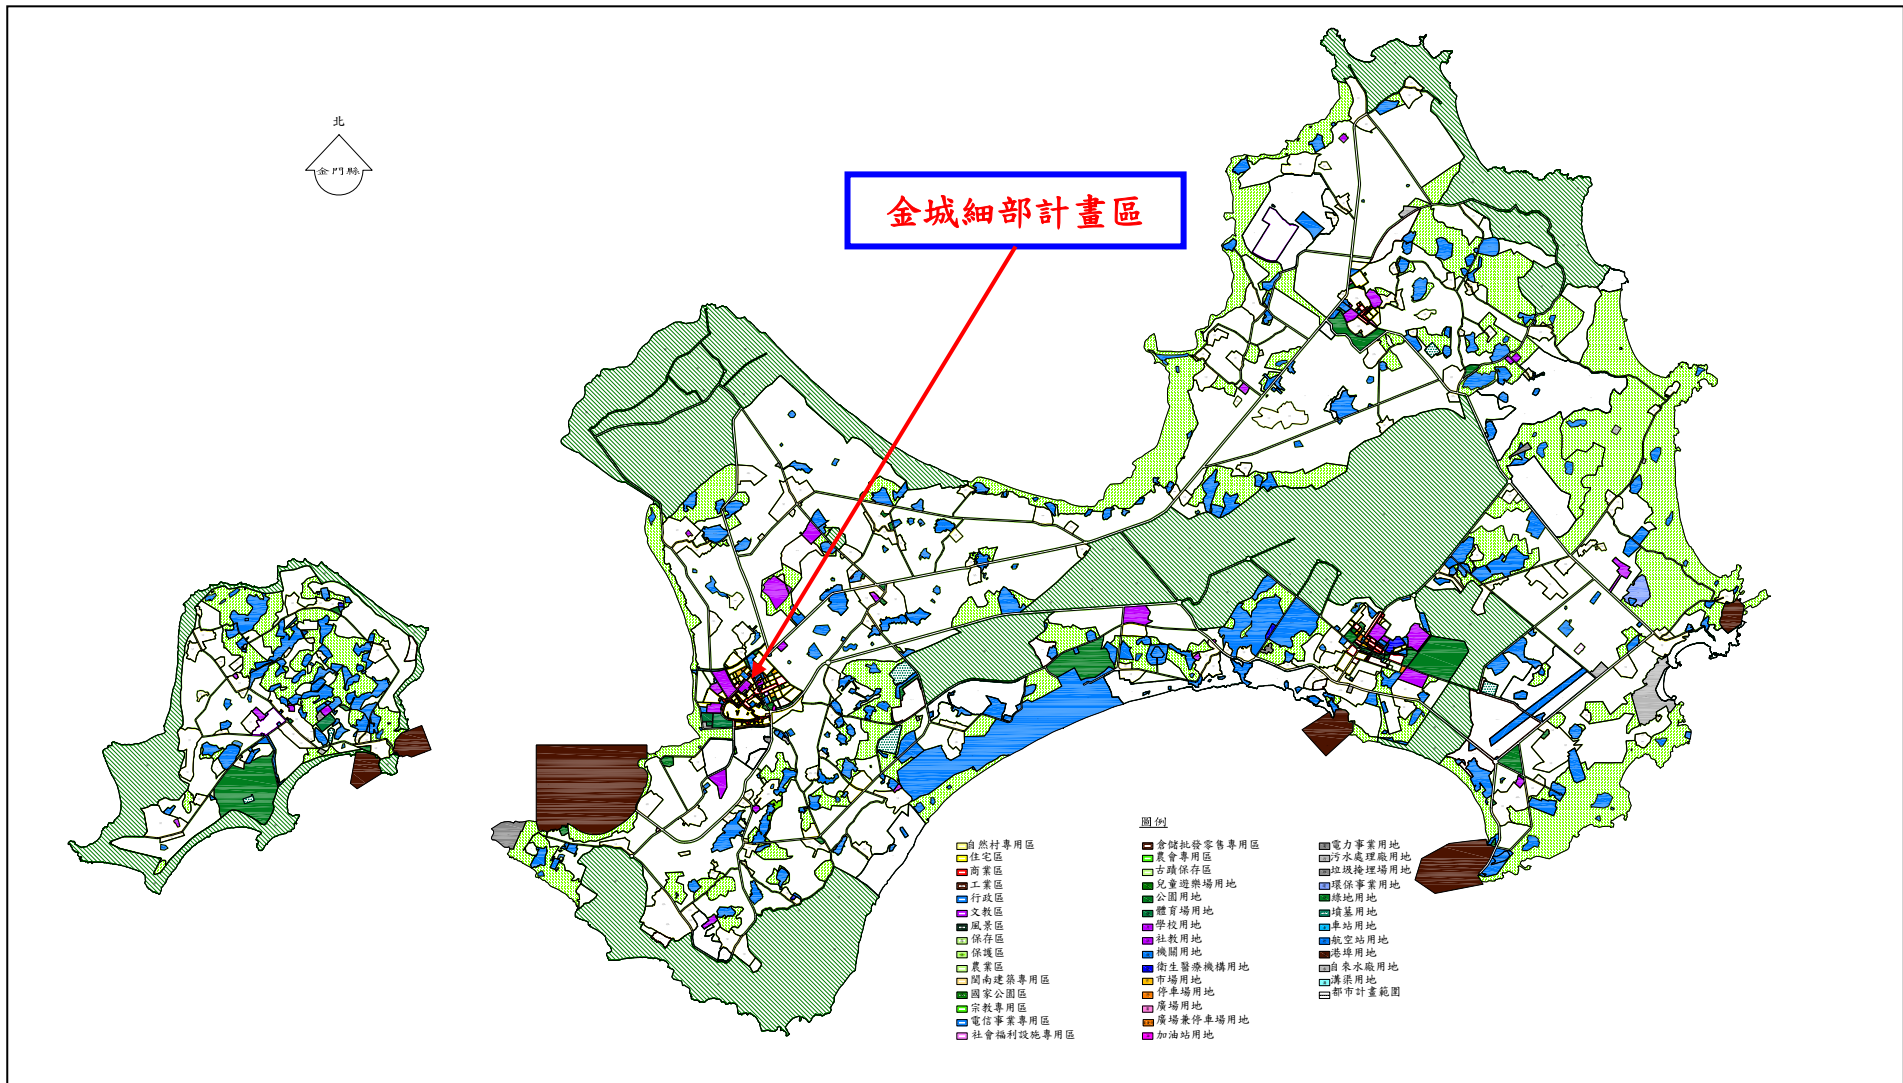 北
金門縣
金城細部計畫區
圖例
自然村專用區
住宅區
商業區
工業區
行政區
文教區
風景區
保存區
保護區
農業區
閩南建築專用區
國家公園區
宗教專用區
電信事業專用區
社會福利設施專用區
倉儲批發零售專用區
農會專用區
古蹟保存區
兒童遊樂場用地
公園用地
體育場用地
學校用地
社教用地
機關用地
衛生醫療機構用地
市場用地
停車場用地
廣場用地
廣場兼停車場用地
加油站用地
電力事業用地
污水處理廠用地
垃圾掩埋場用地
環保事業用地
綠地用地
墳墓用地
車站用地
航空站用地
港埠用地
自來水廠用地
溝渠用地
都市計畫範圍